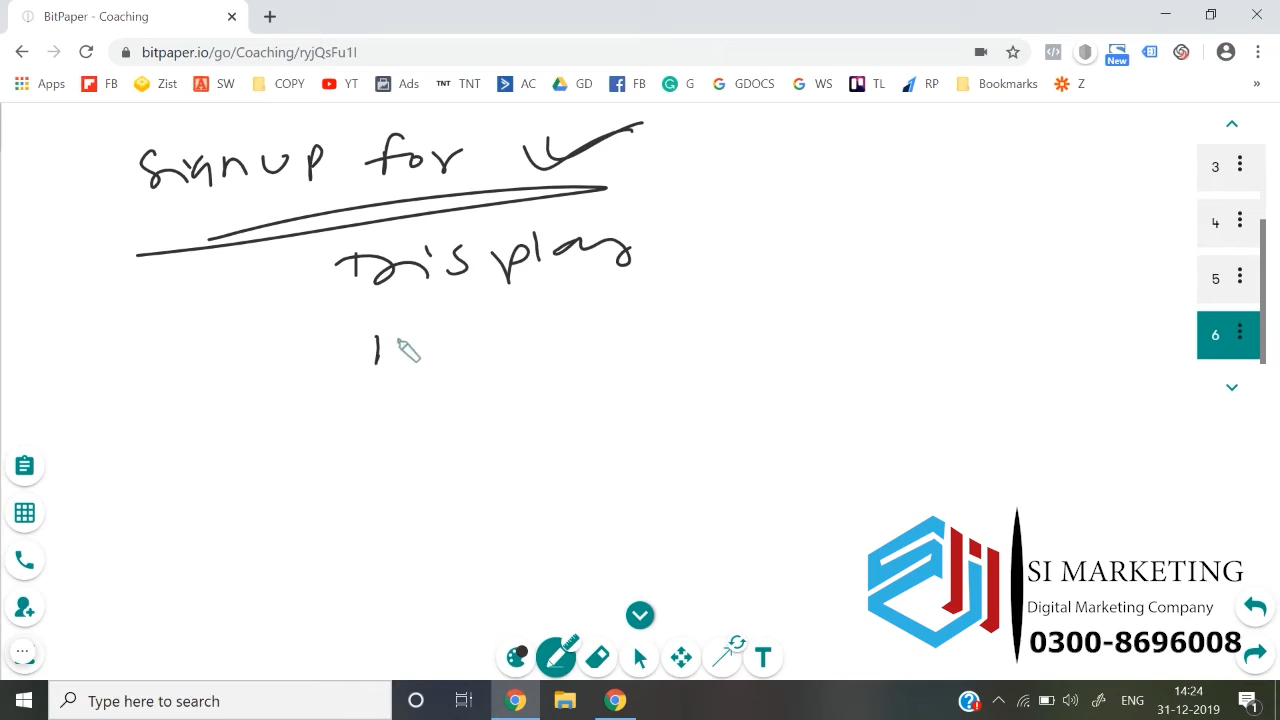 BitPaper - Coaching
bitpaper.io/go/Coaching/ryjQsFu1I
New
Apps FB Zist SW COPY YT Ads TNT TNT AC GD FB G GDOCS WS TL RP Bookmarks Z »
signup for
Display
3
4
5
6
T
SI MARKETING
Digital Marketing Company
0300-8696008
Type here to search
ENG
14:24
31-12-2019
1